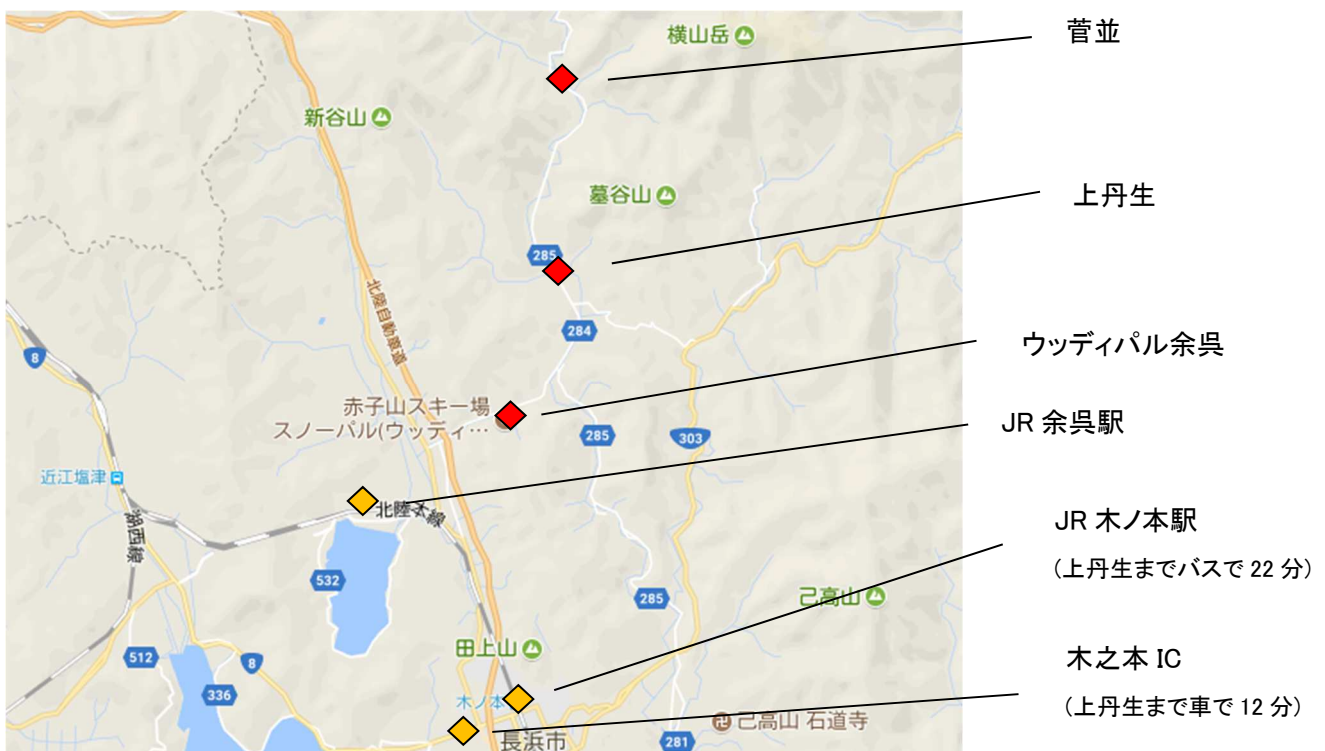 横山岳
菅並
新谷山
墓谷山
上丹生
285
北陸自動車道
284
8
ウッディパル余呉
赤子山スキー場
スノーパル(ウッディ…
285
303
JR 余呉駅
近江塩津
北陸本線
湖西線
JR 木ノ本駅
(上丹生までバスで 22 分)
532
285
己高山
田上山
512
8
336
木ノ本
木之本 IC
(上丹生まで車で 12 分)
卍 己高山 石道寺
長浜市
281